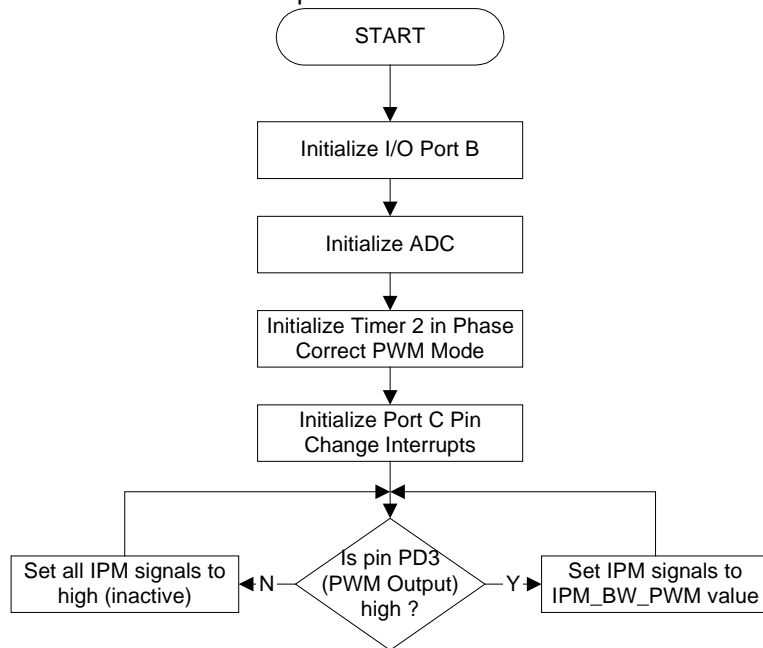 START
Initialize I/O Port B
Initialize ADC
Initialize Timer 2 in Phase
Correct PWM Mode
Initialize Port C Pin
Change Interrupts
Is pin PD3
(PWM Output)
high ?
Set all IPM signals to
high (inactive)
N
Y
Set IPM signals to
IPM_BW_PWM value